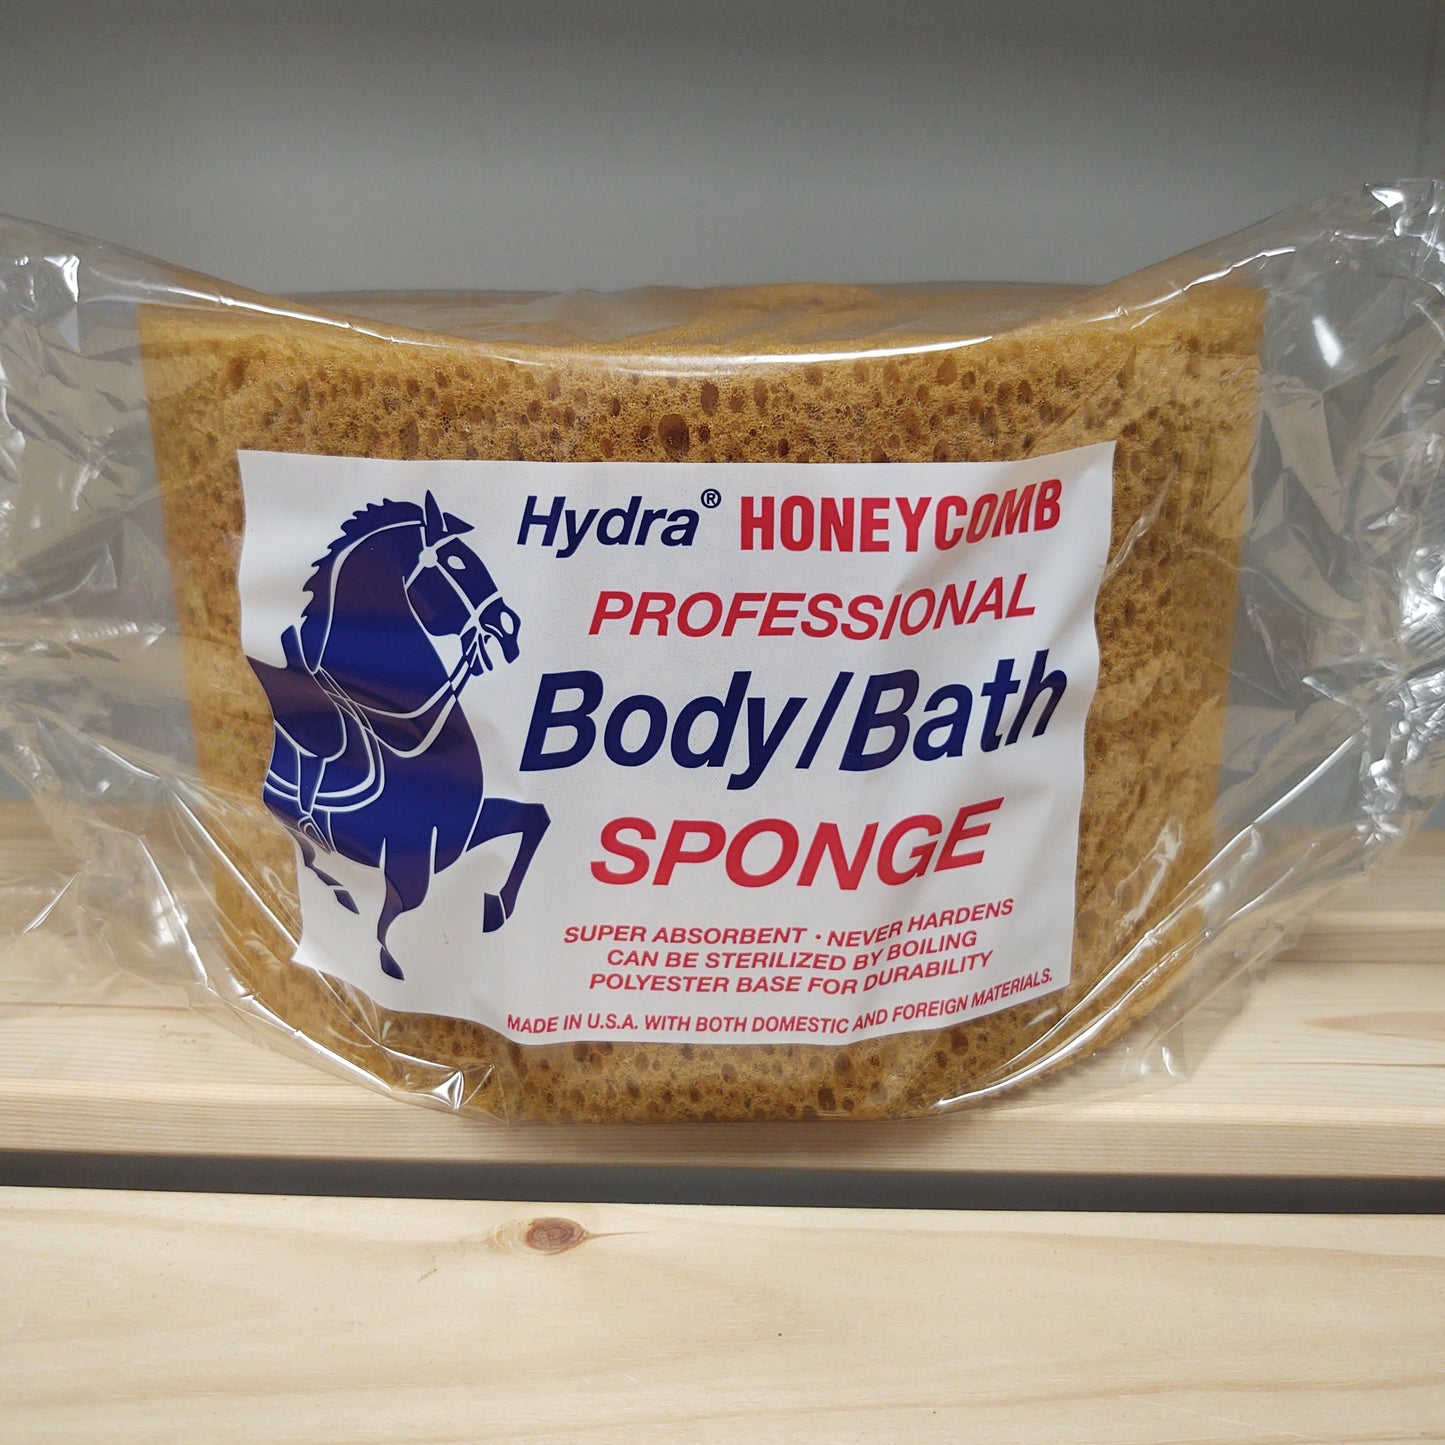 Hydra® HONEYCOMB
PROFESSIONAL
Body/Bath
SPONGE
SUPER ABSORBENT • NEVER HARDENS
CAN BE STERILIZED BY BOILING
POLYESTER BASE FOR DURABILITY
MADE IN U.S.A. WITH BOTH DOMESTIC AND FOREIGN MATERIALS.